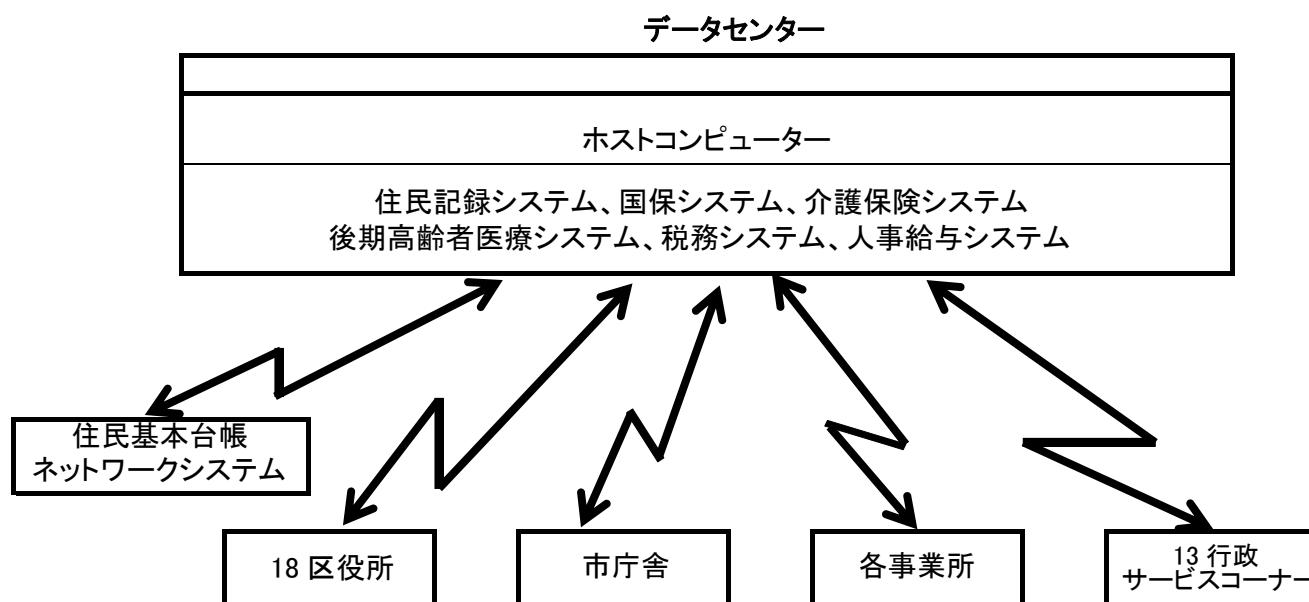 データセンター
ホストコンピューター
住民記録システム、国保システム、介護保険システム
後期高齢者医療システム、税務システム、人事給与システム
住民基本台帳
ネットワークシステム
18 区役所
市庁舎
各事業所
13 行政
サービスコーナー